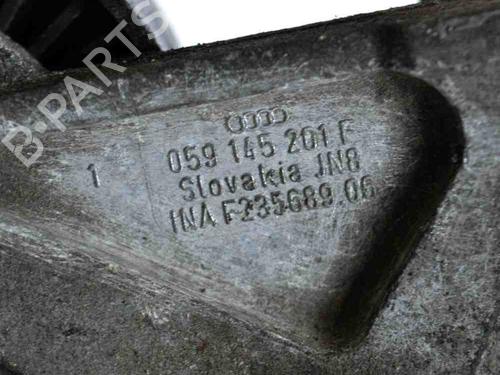 059 145 201 F
1
Slovakia JN8
INA F235689.06
B-Parts